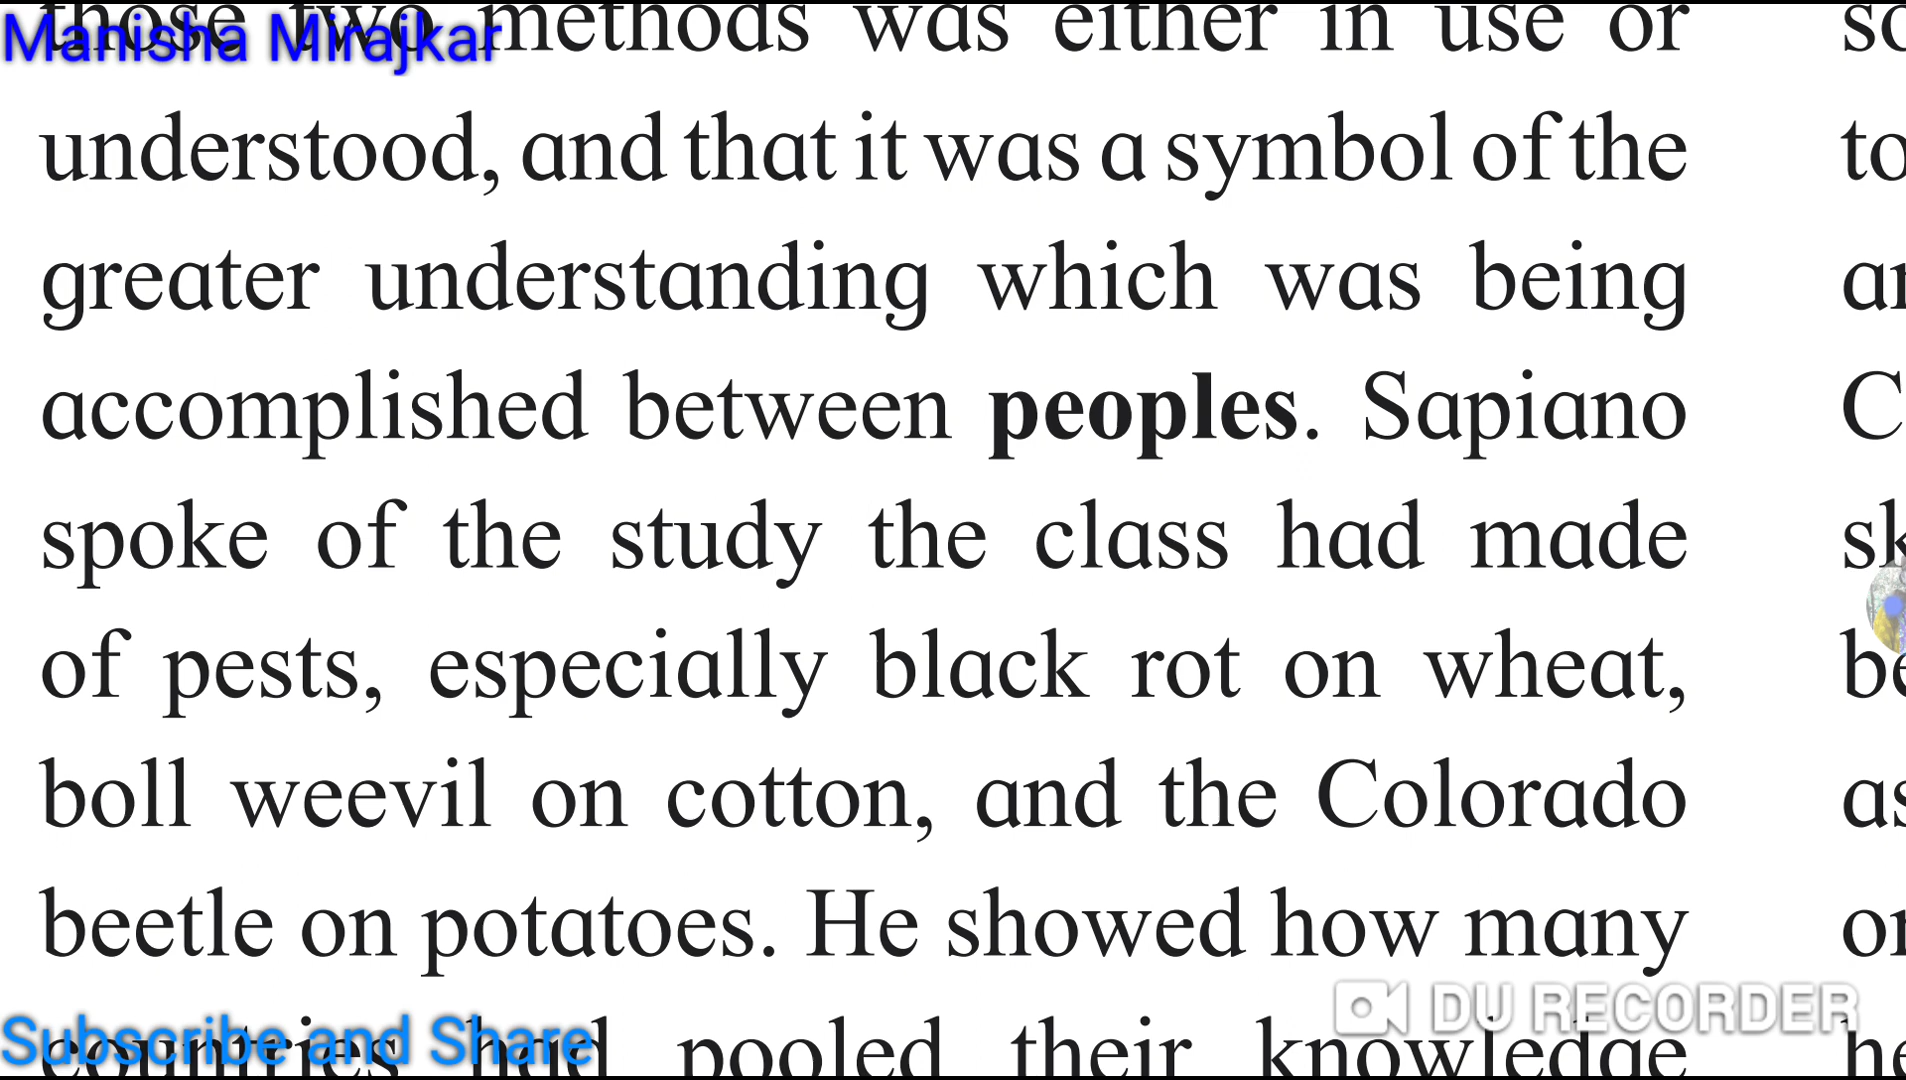 Manisha Mirajkar
those two methods was either in use or
understood, and that it was a symbol of the
greater understanding which was being
accomplished between peoples. Sapiano
spoke of the study the class had made
of pests, especially black rot on wheat,
boll weevil on cotton, and the Colorado
beetle on potatoes. He showed how many
countries had pooled their knowledge
Subscribe and Share
DU RECORDER
to
C